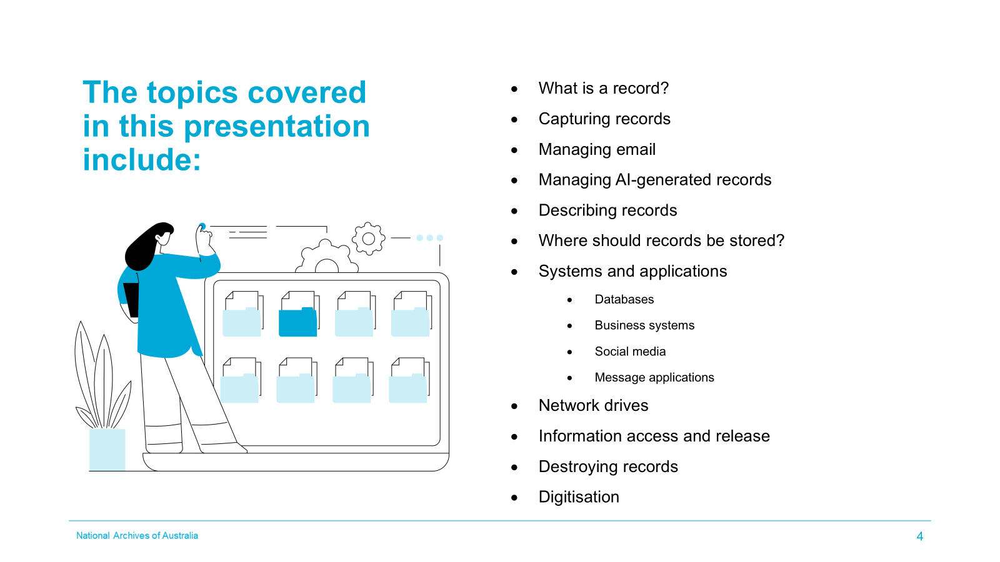 The topics covered
in this presentation
include:
• What is a record?
• Capturing records
• Managing email
• Managing AI-generated records
• Describing records
• Where should records be stored?
• Systems and applications
• Databases
• Business systems
• Social media
• Message applications
• Network drives
• Information access and release
• Destroying records
• Digitisation
National Archives of Australia
4